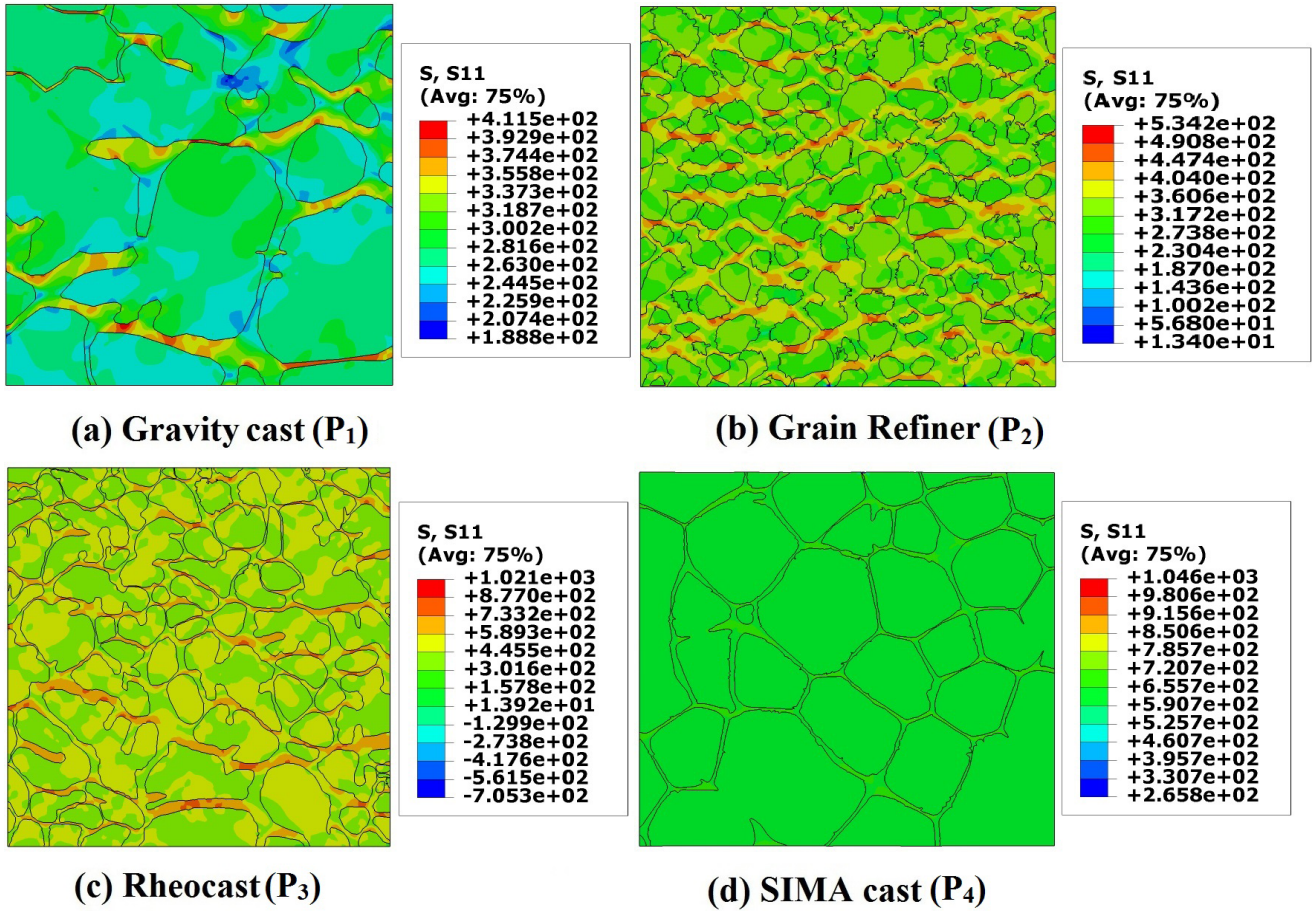 S, S11
(Avg: 75%)
+4.115e+02
+3.929e+02
+3.744e+02
+3.558e+02
+3.373e+02
+3.187e+02
+3.002e+02
+2.816e+02
+2.630e+02
+2.445e+02
+2.259e+02
+2.074e+02
+1.888e+02
(a) Gravity cast (P₁)
S, S11
(Avg: 75%)
+5.342e+02
+4.908e+02
+4.474e+02
+4.040e+02
+3.606e+02
+3.172e+02
+2.738e+02
+2.304e+02
+1.870e+02
+1.436e+02
+1.002e+02
+5.680e+01
+1.340e+01
(b) Grain Refiner (P₂)
S, S11
(Avg: 75%)
+1.021e+03
+8.770e+02
+7.332e+02
+5.893e+02
+4.455e+02
+3.016e+02
+1.578e+02
+1.392e+01
-1.299e+02
-2.738e+02
-4.176e+02
-5.615e+02
-7.053e+02
(c) Rheocast (P₃)
S, S11
(Avg: 75%)
+1.046e+03
+9.806e+02
+9.156e+02
+8.506e+02
+7.857e+02
+7.207e+02
+6.557e+02
+5.907e+02
+5.257e+02
+4.607e+02
+3.957e+02
+3.307e+02
+2.658e+02
(d) SIMA cast (P₄)